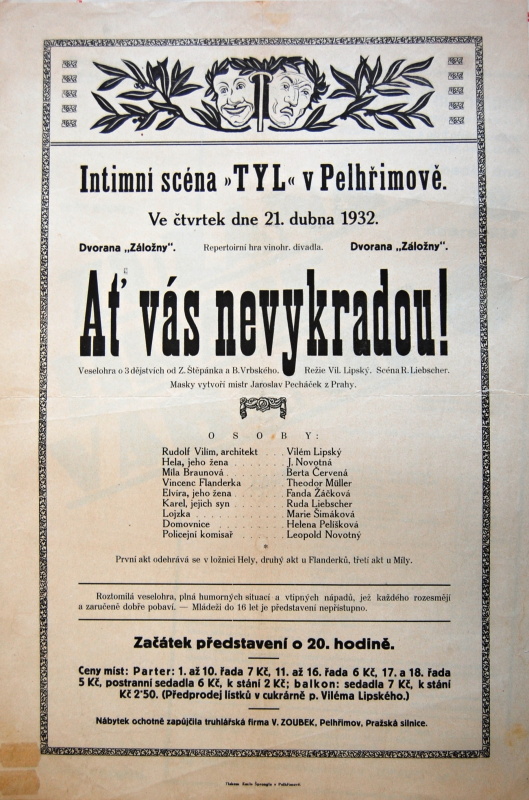 Intimní scéna „TYL“ v Pelhřimově.
Ve čtvrtek dne 21. dubna 1932.
Dvorana „Záložny“. Repertoirní hra vinohr. divadla. Dvorana „Záložny“.
Ať vás nevykradou!
Veselohra o 3 dějstvích od Z. Štěpánka a B. Vrbského. Režie Vil. Lipský. Scéna R. Liebscher.
Masky vytvoří mistr Jaroslav Pecháček z Prahy.
OSOBY:
Rudolf Vilím, architekt . . . . Vilém Lipský
Hela, jeho žena . . . . . . J. Novotná
Míla Braunová . . . . . . Berta Červená
Vincenc Flanderka . . . . . Theodor Müller
Elvíra, jeho žena . . . . . Fanda Žáčková
Karel, jejich syn . . . . . Ruda Liebscher
Lojzka . . . . . . . . Marie Šimáková
Domovnice . . . . . . . Helena Pelíšková
Policejní komisař . . . . . Leopold Novotný
První akt odehrává se v ložnici Hely, druhý akt u Flanderků, třetí akt u Míly.
Roztomilá veselohra, plná humorných situací a vtipných nápadů, jež každého rozesmějí
a zaručeně dobře pobaví. — Mládeži do 16 let je představení nepřístupno.
Začátek představení o 20. hodině.
Ceny míst: Parter: 1. až 10. řada 7 Kč, 11. až 16. řada 6 Kč, 17. a 18. řada
5 Kč, postranní sedadla 6 Kč, k stání 2 Kč; balkon: sedadla 7 Kč, k stání
Kč 2·50. (Předprodej lístků v cukrárně p. Viléma Lipského.)
Nábytek ochotně zapůjčila truhlářská firma V. ZOUBEK, Pelhřimov, Pražská silnice.